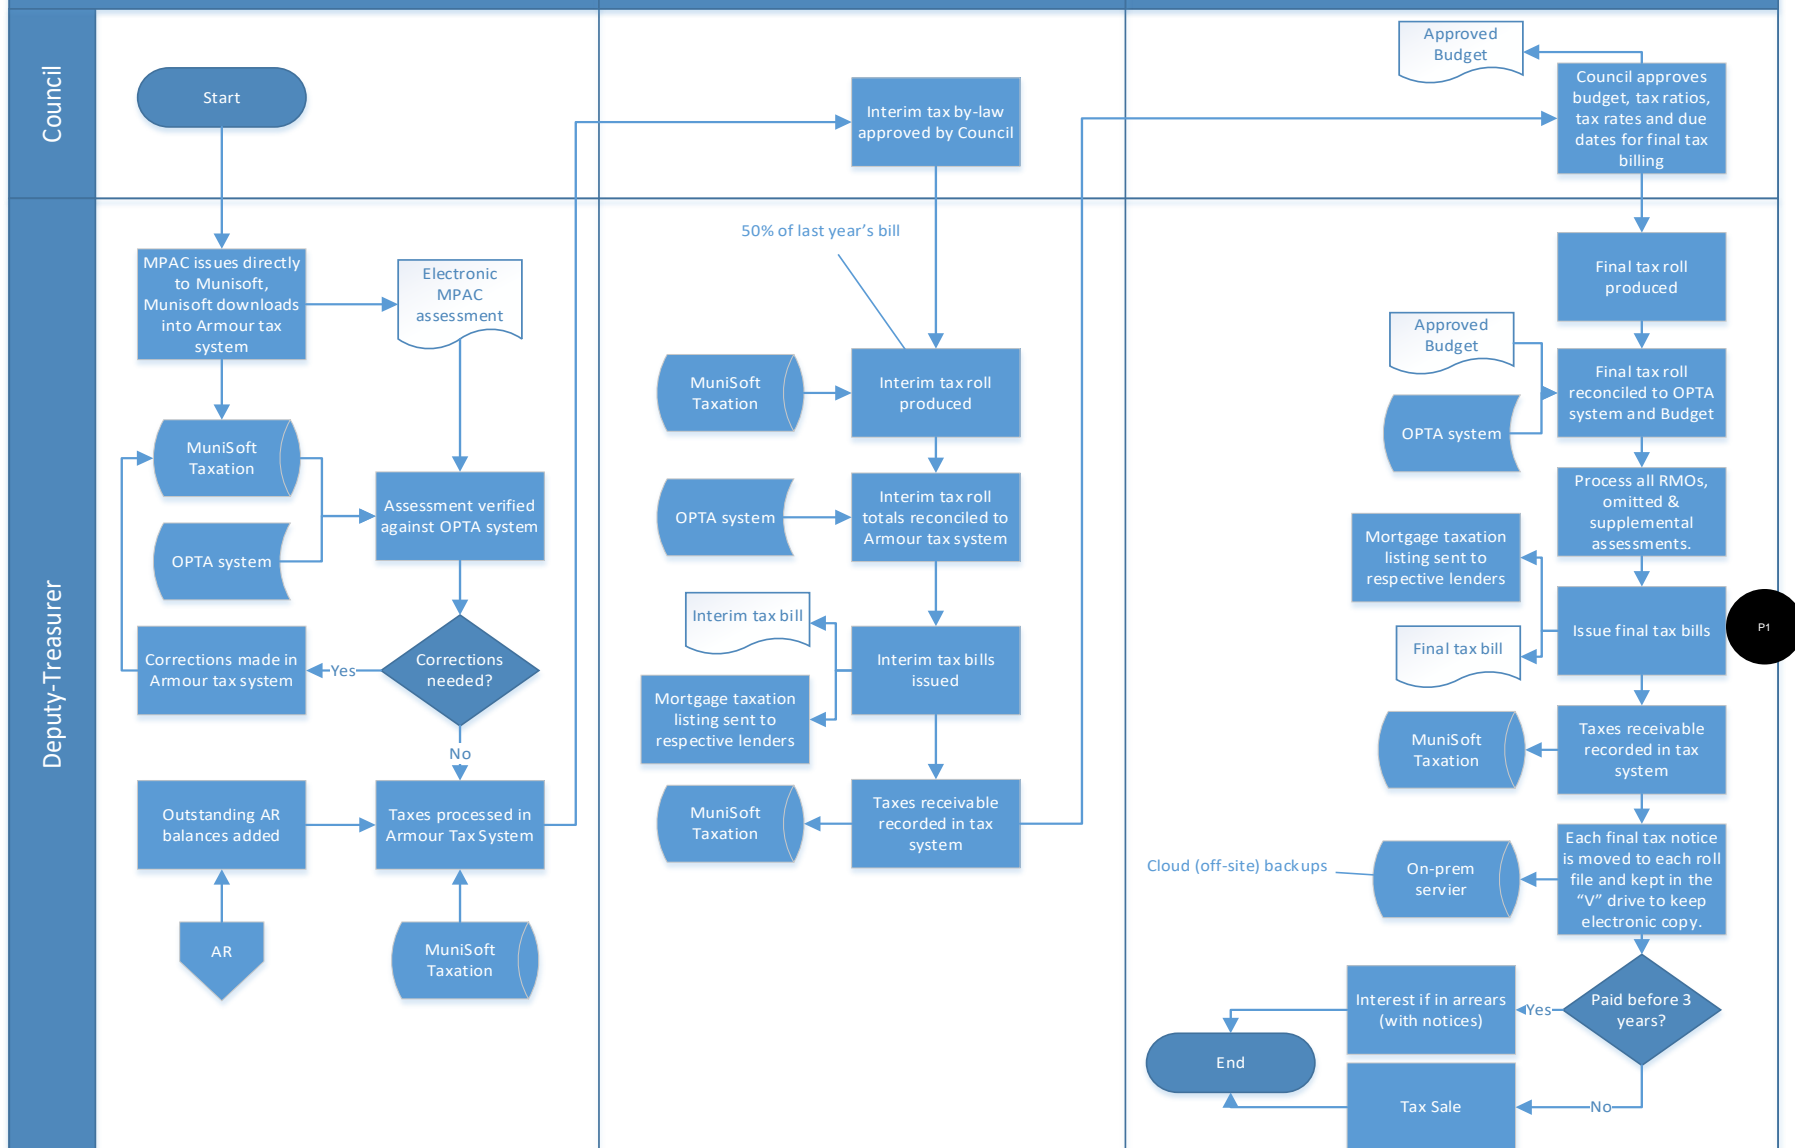 Council
Start
Interim tax by-law
approved by Council
Approved
Budget
Council approves
budget, tax ratios,
tax rates and due
dates for final tax
billing
Deputy-Treasurer
MPAC issues directly
to Munisoft,
Munisoft downloads
into Armour tax
system
Electronic
MPAC
assessment
MuniSoft
Taxation
OPTA system
Assessment verified
against OPTA system
Corrections made in
Armour tax system
Yes
Corrections
needed?
No
Outstanding AR
balances added
Taxes processed in
Armour Tax System
AR
MuniSoft
Taxation
50% of last year’s bill
MuniSoft
Taxation
Interim tax roll
produced
OPTA system
Interim tax roll
totals reconciled to
Armour tax system
Interim tax bill
Interim tax bills
issued
Mortgage taxation
listing sent to
respective lenders
MuniSoft
Taxation
Taxes receivable
recorded in tax
system
Final tax roll
produced
Approved
Budget
OPTA system
Final tax roll
reconciled to OPTA
system and Budget
Process all RMOs,
omitted &
supplemental
assessments.
Mortgage taxation
listing sent to
respective lenders
Final tax bill
Issue final tax bills
P1
MuniSoft
Taxation
Taxes receivable
recorded in tax
system
Cloud (off-site) backups
On-prem
servier
Each final tax notice
is moved to each roll
file and kept in the
“V” drive to keep
electronic copy.
Interest if in arrears
(with notices)
Yes
Paid before 3
years?
End
Tax Sale
No